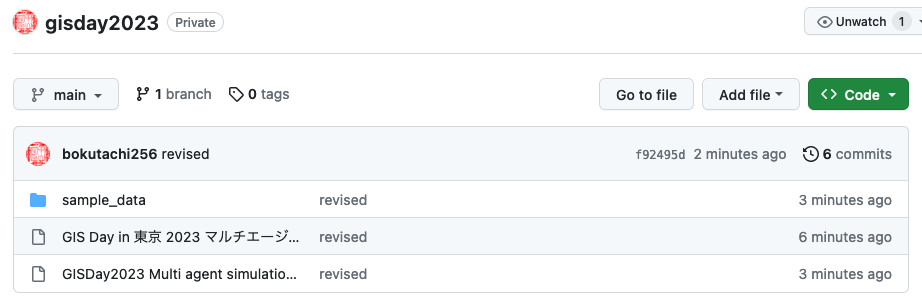 gisday2023 Private Unwatch 1
main 1 branch 0 tags Go to file Add file Code
bokutachi256 revised f92495d 2 minutes ago 6 commits
sample_data revised 3 minutes ago
GIS Day in 東京 2023 マルチエージ... revised 6 minutes ago
GISDay2023 Multi agent simulatio... revised 3 minutes ago